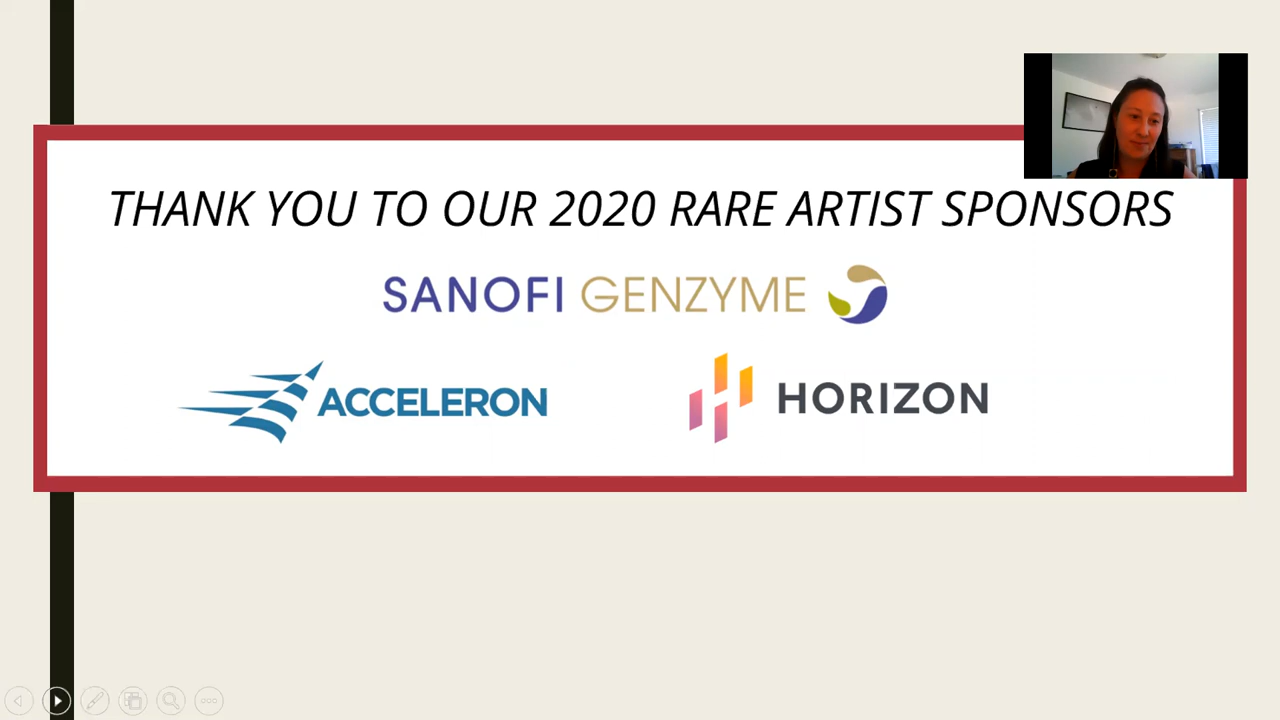 THANK YOU TO OUR 2020 RARE ARTIST SPONSORS
SANOFI GENZYME
ACCELERON
HORIZON